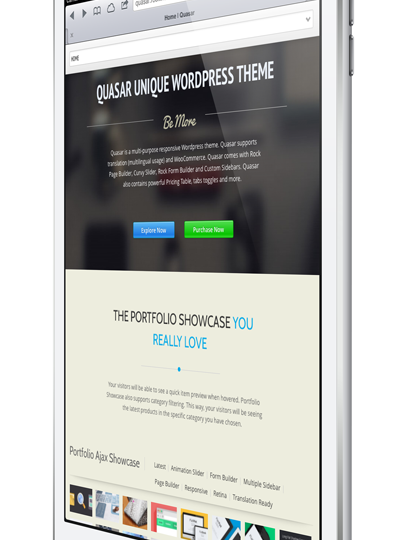 Home | Quasar
HOME
QUASAR UNIQUE WORDPRESS THEME
Be More
Quasar is a multi-purpose responsive Wordpress theme. Quasar supports
translation (multilingual usage) and WooCommerce. Quasar comes with Rock
Page Builder, Curvy Slider, Rock Form Builder and Custom Sidebars. Quasar
also contains powerful Pricing Table, tabs toggles and more.
Explore Now Purchase Now
THE PORTFOLIO SHOWCASE YOU
REALLY LOVE
Your visitors will be able to see a quick item preview when hovered. Portfolio
Showcase also supports category filtering. This way, your visitors will be seeing
the latest products in the specific category you have chosen.
Portfolio Ajax Showcase
Latest | Animation Slider | Form Builder | Multiple Sidebar |
Page Builder | Responsive | Retina | Translation Ready